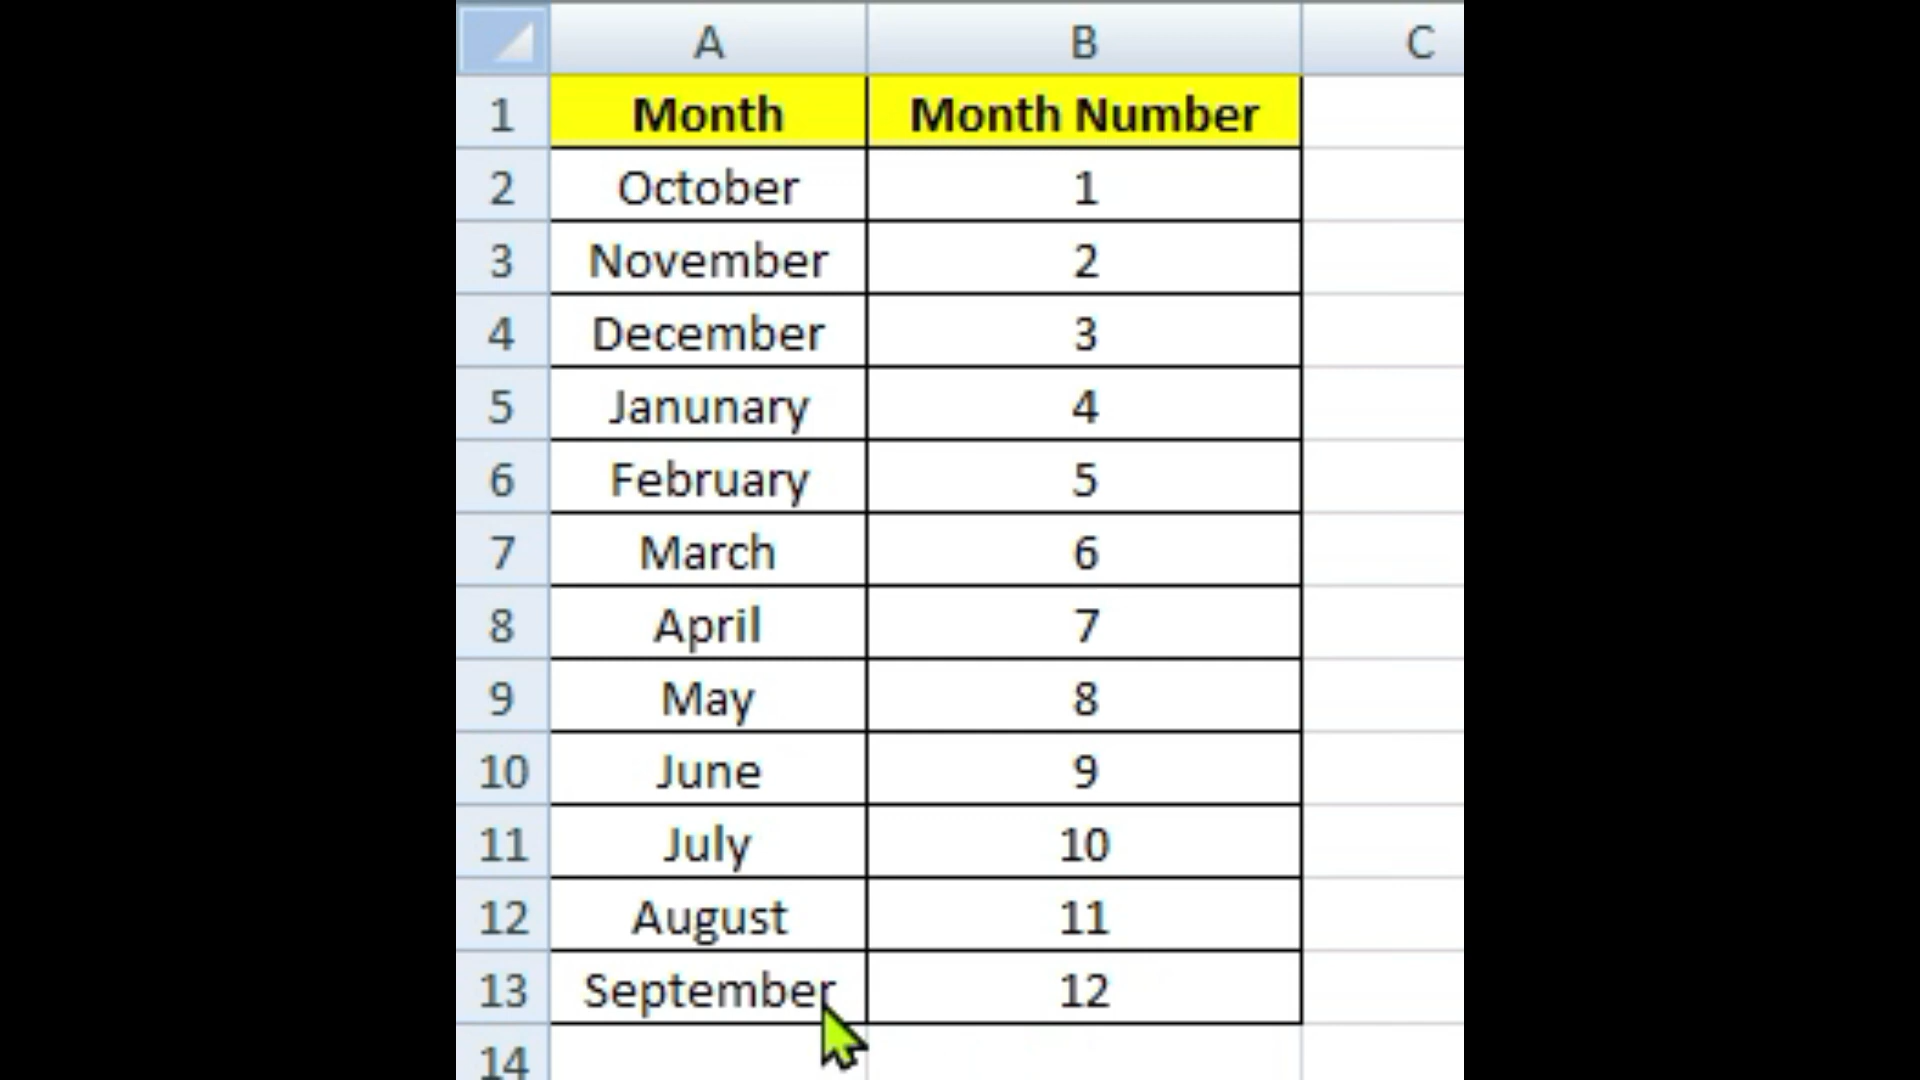 A B C
1 Month Month Number
2 October 1
3 November 2
4 December 3
5 Janunary 4
6 February 5
7 March 6
8 April 7
9 May 8
10 June 9
11 July 10
12 August 11
13 September 12
14